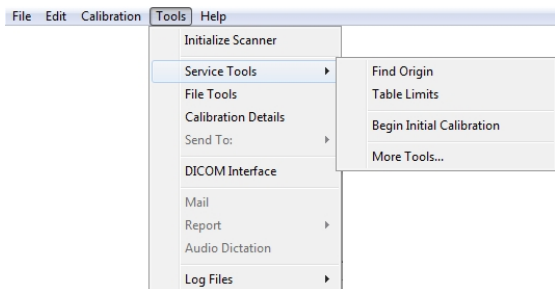 File Edit Calibration Tools Help
Initialize Scanner
Service Tools
File Tools
Calibration Details
Send To:
DICOM Interface
Mail
Report
Audio Dictation
Log Files
Find Origin
Table Limits
Begin Initial Calibration
More Tools...